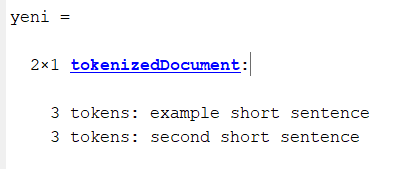 yeni =
2×1 tokenizedDocument:
3 tokens: example short sentence
3 tokens: second short sentence